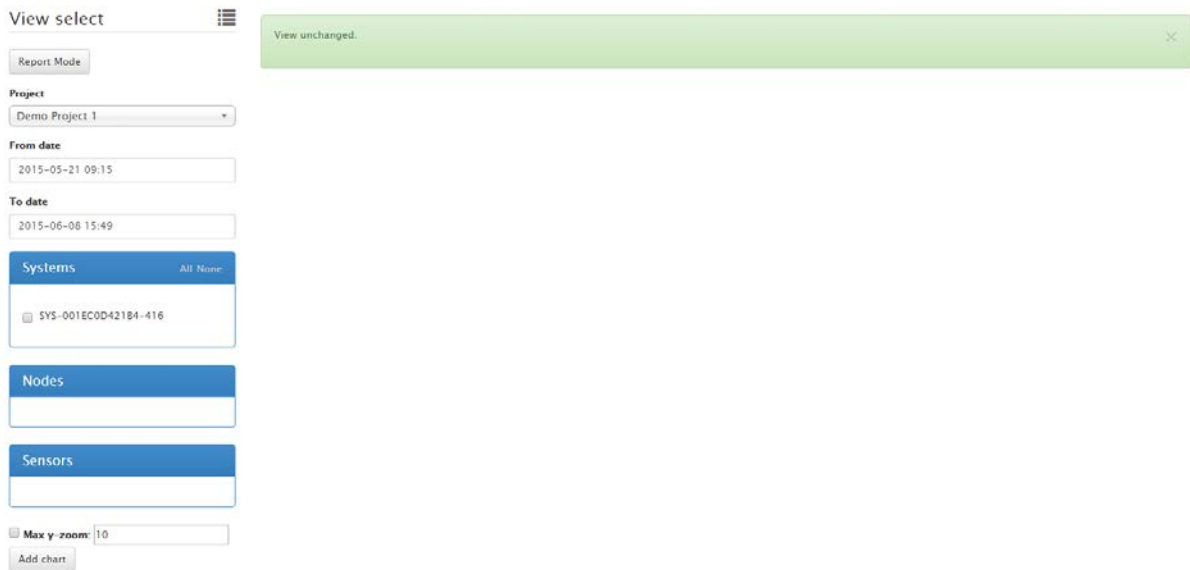 View select
View unchanged.
Report Mode
Project
Demo Project 1
From date
2015-05-21 09:15
To date
2015-06-08 15:49
Systems All None
SYS-001EC0D421B4-416
Nodes
Sensors
Max y-zoom: 10
Add chart